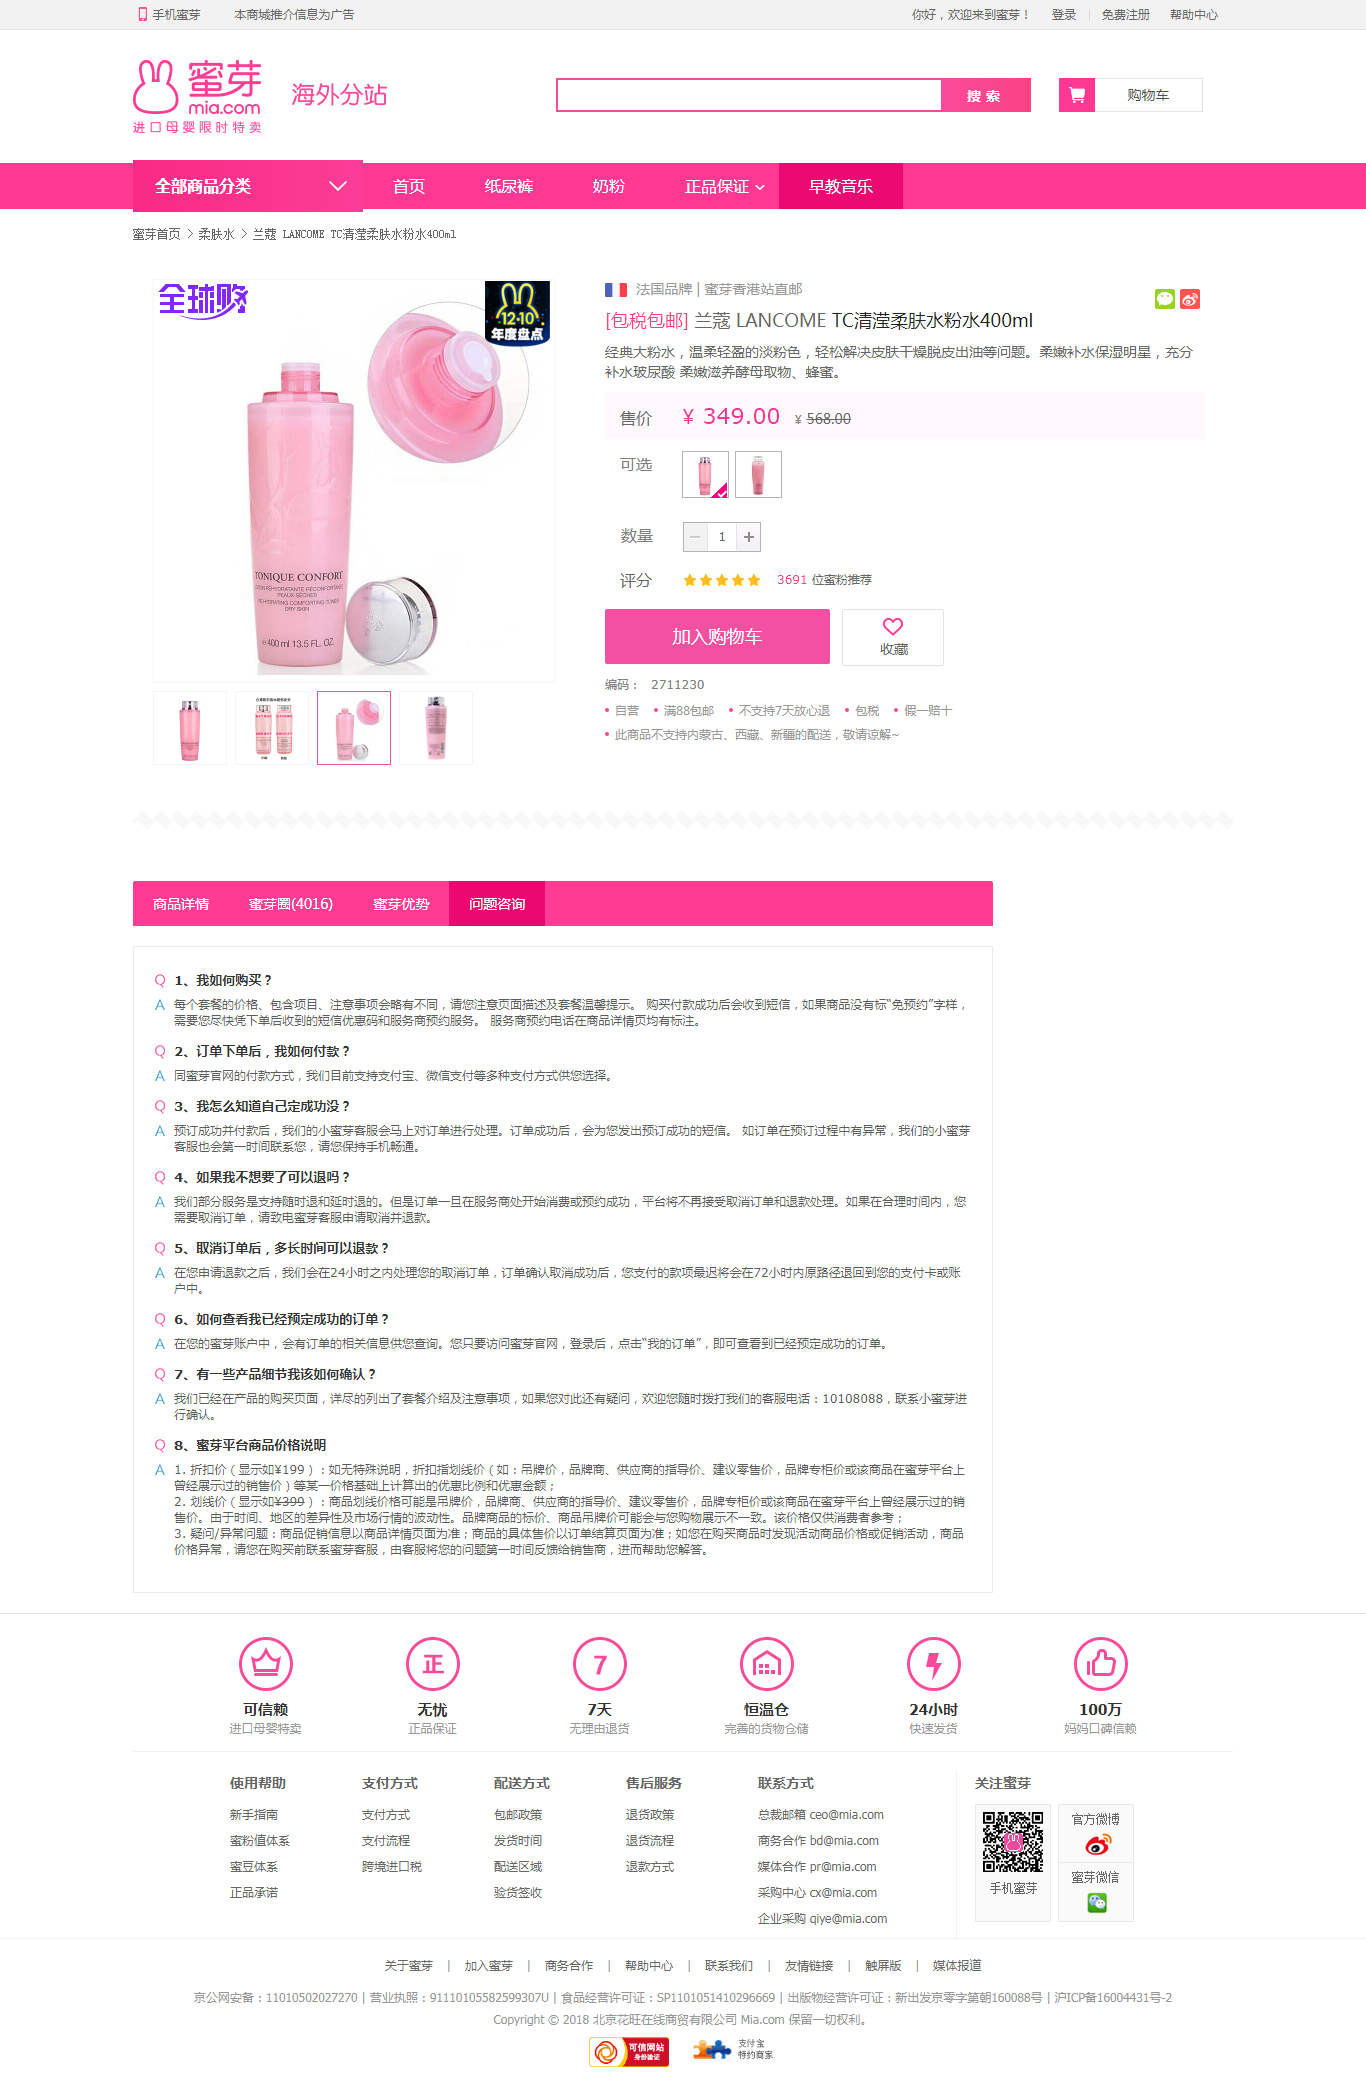 手机蜜芽 本商城推介信息为广告 你好，欢迎来到蜜芽！ 登录 免费注册 帮助中心
蜜芽
mia.com
进口母婴限时特卖
海外分站
搜索 购物车
全部商品分类 首页 纸尿裤 奶粉 正品保证 早教音乐
蜜芽首页 > 柔肤水 > 兰蔻 LANCOME TC清滢柔肤水粉水400ml
全球购
12·10
年度盘点
TONIQUE CONFORT
LOTION REHYDRATANTE RECONFORTANTE
PEAUX SÈCHES
RE-HYDRATING COMFORTING TONER
DRY SKIN
e 400 ml 13.5 FL. OZ.
法国品牌 | 蜜芽香港站直邮
[包税包邮] 兰蔻 LANCOME TC清滢柔肤水粉水400ml
经典大粉水，温柔轻盈的淡粉色，轻松解决皮肤干燥脱皮出油等问题。柔嫩补水保湿明星，充分
补水玻尿酸 柔嫩滋养酵母取物、蜂蜜。
售价 ¥ 349.00 ¥ 568.00
可选
数量 1
评分 3691 位蜜粉推荐
加入购物车
收藏
编码： 2711230
自营 满88包邮 不支持7天放心退 包税 假一赔十
此商品不支持内蒙古、西藏、新疆的配送，敬请谅解~
商品详情 蜜芽圈(4016) 蜜芽优势 问题咨询
Q 1、我如何购买？
A 每个套餐的价格、包含项目、注意事项会略有不同，请您注意页面描述及套餐温馨提示。 购买付款成功后会收到短信，如果商品没有标“免预约”字样，
需要您尽快凭下单后收到的短信优惠码和服务商预约服务。 服务商预约电话在商品详情页均有标注。
Q 2、订单下单后，我如何付款？
A 同蜜芽官网的付款方式，我们目前支持支付宝、微信支付等多种支付方式供您选择。
Q 3、我怎么知道自己定成功没？
A 预订成功并付款后，我们的小蜜芽客服会马上对订单进行处理。订单成功后，会为您发出预订成功的短信。 如订单在预订过程中有异常，我们的小蜜芽
客服也会第一时间联系您，请您保持手机畅通。
Q 4、如果我不想要了可以退吗？
A 我们部分服务是支持随时退和延时退的。但是订单一旦在服务商处开始消费或预约成功，平台将不再接受取消订单和退款处理。如果在合理时间内，您
需要取消订单，请致电蜜芽客服申请取消并退款。
Q 5、取消订单后，多长时间可以退款？
A 在您申请退款之后，我们会在24小时之内处理您的取消订单，订单确认取消成功后，您支付的款项最迟将会在72小时内原路径退回到您的支付卡或账
户中。
Q 6、如何查看我已经预定成功的订单？
A 在您的蜜芽账户中，会有订单的相关信息供您查询。您只要访问蜜芽官网，登录后，点击“我的订单”，即可查看到已经预定成功的订单。
Q 7、有一些产品细节我该如何确认？
A 我们已经在产品的购买页面，详尽的列出了套餐介绍及注意事项，如果您对此还有疑问，欢迎您随时拨打我们的客服电话：10108088，联系小蜜芽进
行确认。
Q 8、蜜芽平台商品价格说明
A 1. 折扣价（显示如¥199）：如无特殊说明，折扣指划线价（如：吊牌价，品牌商、供应商的指导价、建议零售价，品牌专柜价或该商品在蜜芽平台上
曾经展示过的销售价）等某一价格基础上计算出的优惠比例和优惠金额；
2. 划线价（显示如¥399）：商品划线价格可能是吊牌价，品牌商、供应商的指导价、建议零售价，品牌专柜价或该商品在蜜芽平台上曾经展示过的销
售价。由于时间、地区的差异性及市场行情的波动性。品牌商品的标价、商品吊牌价可能会与您购物展示不一致。该价格仅供消费者参考；
3. 疑问/异常问题：商品促销信息以商品详情页面为准；商品的具体售价以订单结算页面为准；如您在购买商品时发现活动商品价格或促销活动，商品
价格异常，请您在购买前联系蜜芽客服，由客服将您的问题第一时间反馈给销售商，进而帮助您解答。
正 7
可信赖 无忧 7天 恒温仓 24小时 100万
进口母婴特卖 正品保证 无理由退货 完善的货物仓储 快速发货 妈妈口碑信赖
使用帮助 支付方式 配送方式 售后服务 联系方式 关注蜜芽
新手指南 支付方式 包邮政策 退货政策 总裁邮箱 ceo@mia.com 官方微博
蜜粉值体系 支付流程 发货时间 退货流程 商务合作 bd@mia.com
蜜豆体系 跨境进口税 配送区域 退款方式 媒体合作 pr@mia.com 蜜芽微信
正品承诺 验货签收 采购中心 cx@mia.com 手机蜜芽
企业采购 qiye@mia.com
关于蜜芽 | 加入蜜芽 | 商务合作 | 帮助中心 | 联系我们 | 友情链接 | 触屏版 | 媒体报道
京公网安备：11010502027270 | 营业执照：91110105582599307U | 食品经营许可证：SP1101051410296669 | 出版物经营许可证：新出发京零字第朝160088号 | 沪ICP备16004431号-2
Copyright © 2018 北京花旺在线商贸有限公司 Mia.com 保留一切权利。
可信网站
身份验证
支付宝
特约商家